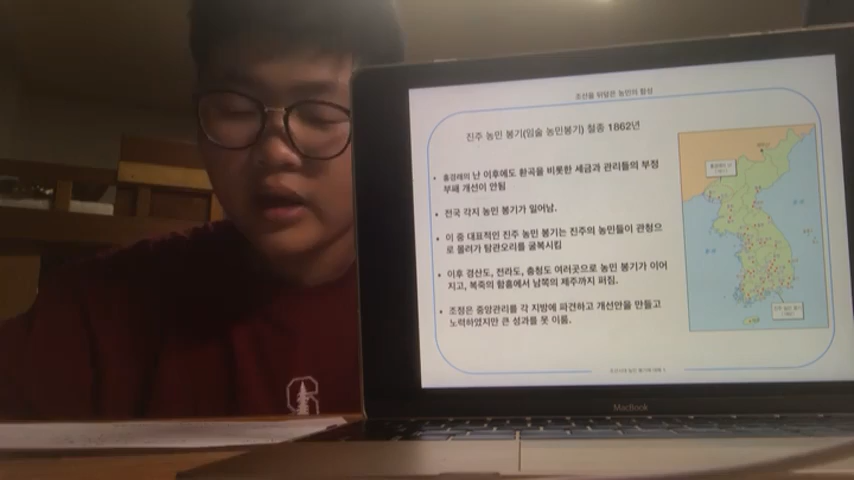 조선을 뒤덮은 농민의 함성
진주 농민 봉기(임술 농민봉기) 철종 1862년
• 홍경래의 난 이후에도 환곡을 비롯한 세금과 관리들의 부정
부패 개선이 안됨
• 전국 각지 농민 봉기가 일어남.
• 이 중 대표적인 진주 농민 봉기는 진주의 농민들이 관청으
로 몰려가 탐관오리를 굴복시킴
• 이후 경산도, 전라도, 충청도 여러곳으로 농민 봉기가 이어
지고, 북쪽의 함흥에서 남쪽의 제주까지 퍼짐.
• 조정은 중앙관리를 각 지방에 파견하고 개선안을 만들고
노력하였지만 큰 성과를 못 이룸.
홍경래 난
MacBook
S